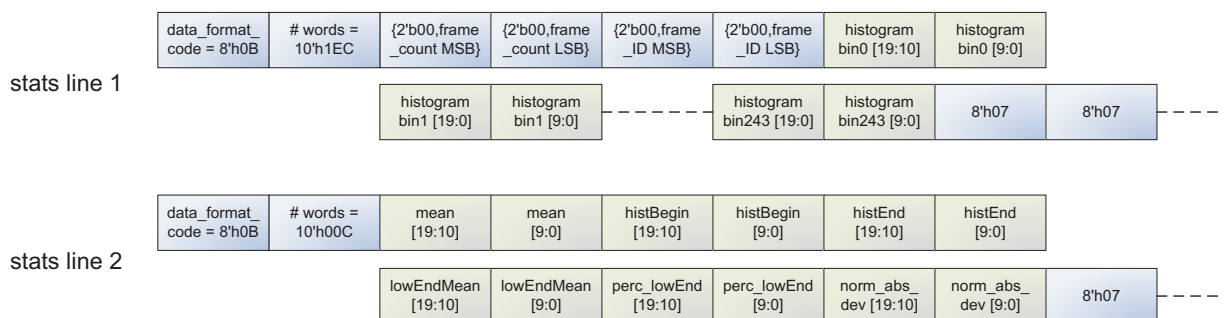 stats line 1
data_format_
code = 8'h0B
# words =
10'h1EC
{2'b00,frame
_count MSB}
{2'b00,frame
_count LSB}
{2'b00,frame
_ID MSB}
{2'b00,frame
_ID LSB}
histogram
bin0 [19:10]
histogram
bin0 [9:0]
histogram
bin1 [19:0]
histogram
bin1 [9:0]
histogram
bin243 [19:0]
histogram
bin243 [9:0]
8'h07
8'h07
stats line 2
data_format_
code = 8'h0B
# words =
10'h00C
mean
[19:10]
mean
[9:0]
histBegin
[19:10]
histBegin
[9:0]
histEnd
[19:10]
histEnd
[9:0]
lowEndMean
[19:10]
lowEndMean
[9:0]
perc_lowEnd
[19:10]
perc_lowEnd
[9:0]
norm_abs_
dev [19:10]
norm_abs_
dev [9:0]
8'h07